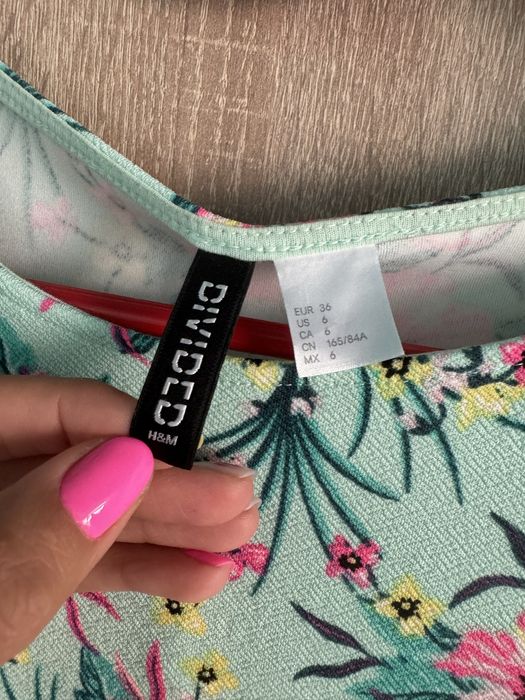 DIVIDED
H&M
EUR 36
US 6
CA 6
CN 165/84A
MX 6